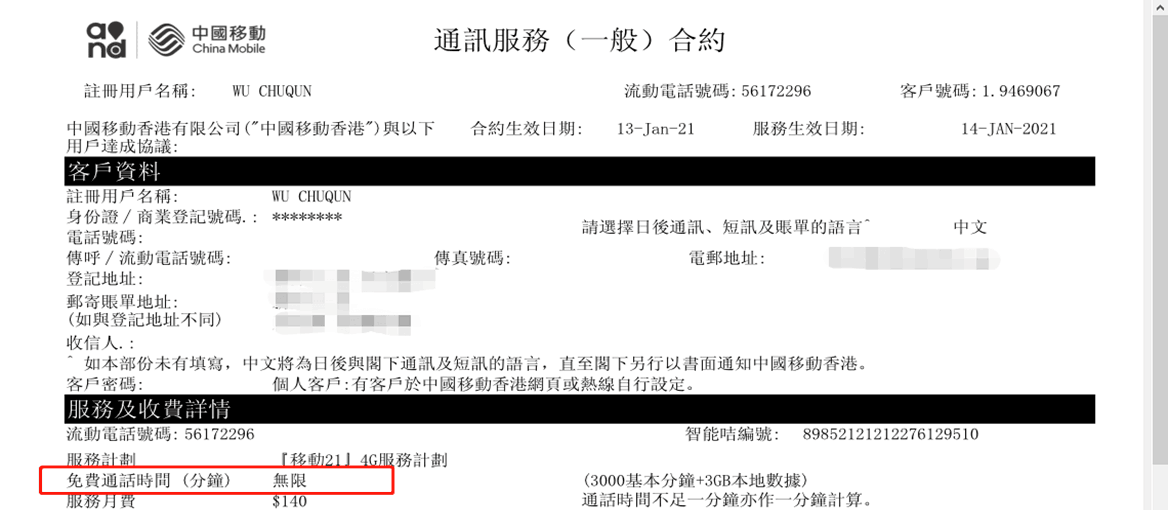 and 中國移動 China Mobile
通訊服務（一般）合約
註冊用戶名稱: WU CHUQUN 流動電話號碼: 56172296 客戶號碼: 1.9469067
中國移動香港有限公司("中國移動香港")與以下 合約生效日期: 13-Jan-21 服務生效日期: 14-JAN-2021
用戶達成協議:
客戶資料
註冊用戶名稱: WU CHUQUN
身份證/商業登記號碼.: ********
請選擇日後通訊、短訊及賬單的語言^ 中文
電話號碼:
傳呼/流動電話號碼: 傳真號碼: 電郵地址:
登記地址:
郵寄賬單地址:
(如與登記地址不同)
收信人.:
^ 如本部份未有填寫，中文將為日後與閣下通訊及短訊的語言，直至閣下另行以書面通知中國移動香港。
客戶密碼: 個人客戶:有客戶於中國移動香港網頁或熱線自行設定。
服務及收費詳情
流動電話號碼: 56172296 智能咭編號: 89852121212276129510
服務計劃 『移動21』4G服務計劃
免費通話時間 (分鐘) 無限 (3000基本分鐘+3GB本地數據)
服務月費 $140 通話時間不足一分鐘亦作一分鐘計算。